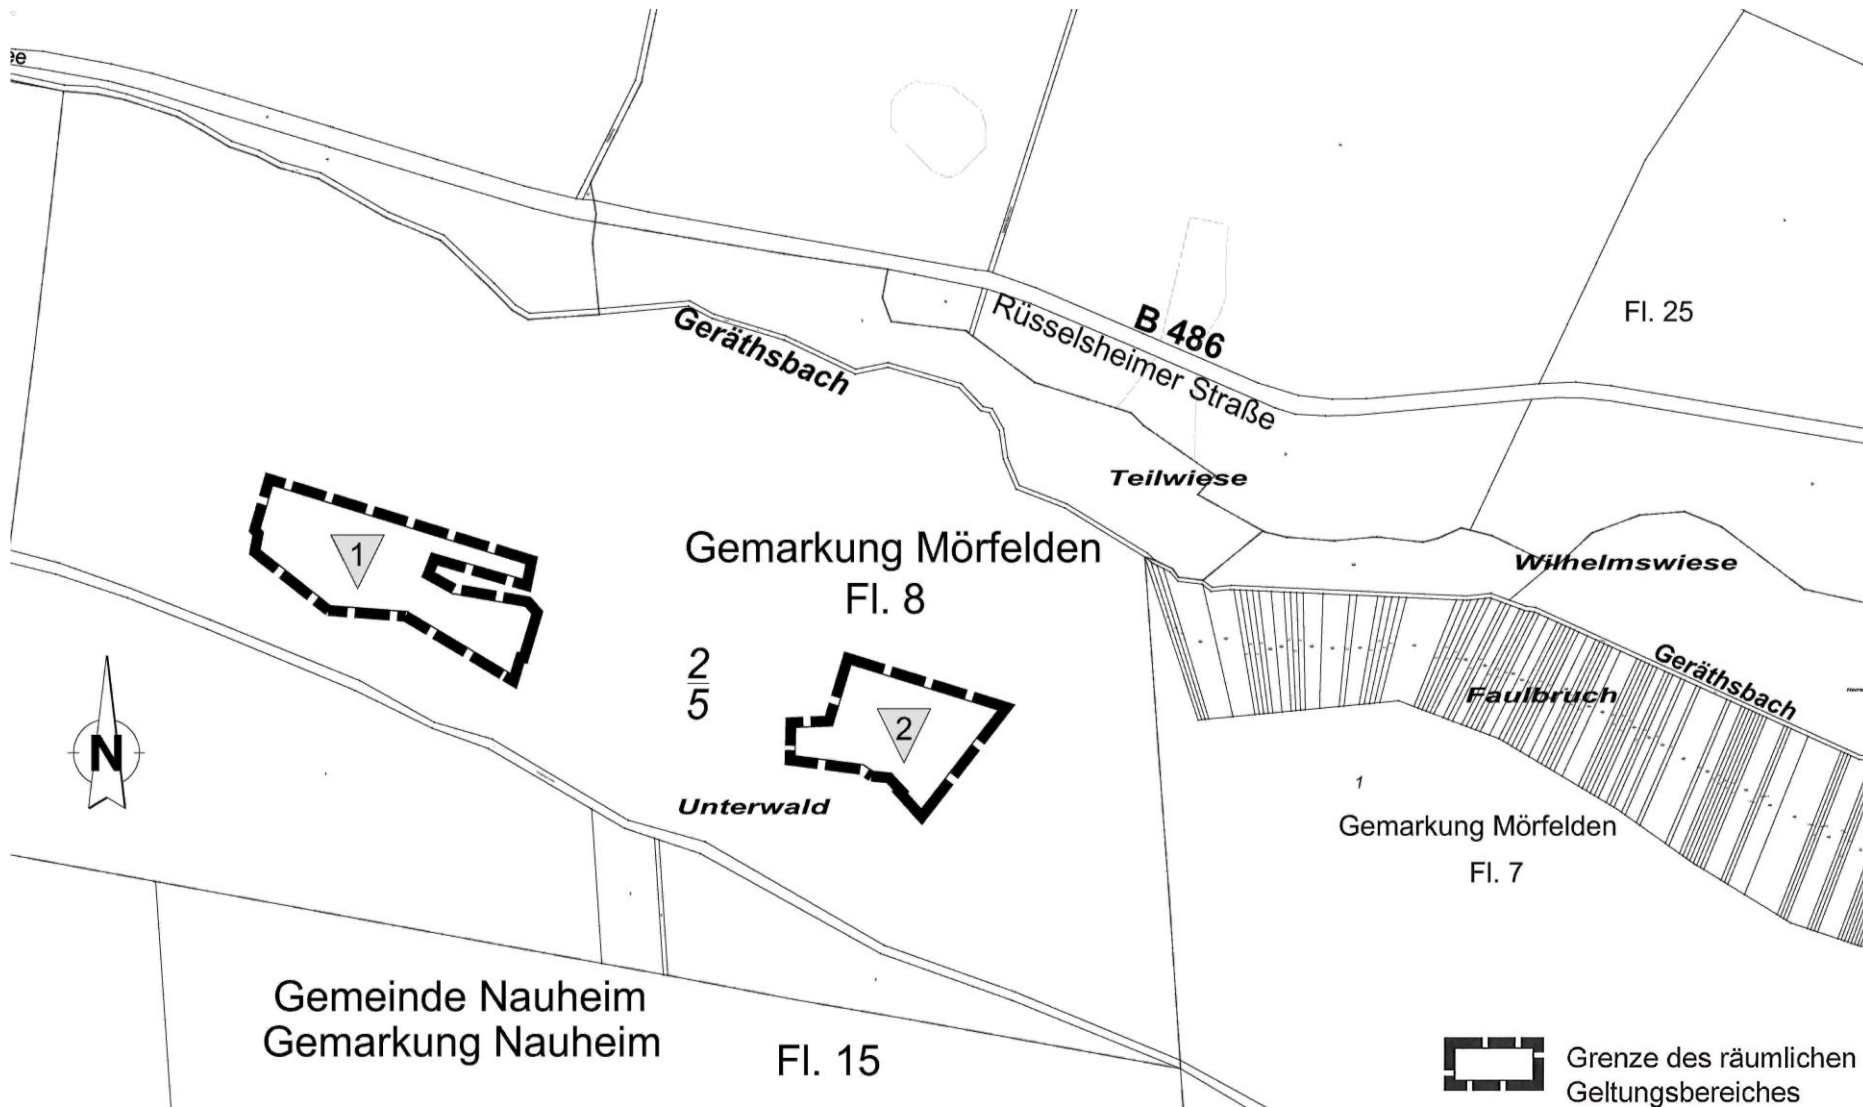 ee
B 486
Rüsselsheimer Straße
Fl. 25
Geräthsbach
Teilwiese
Gemarkung Mörfelden
Fl. 8
Wilhelmswiese
1
2
5
2
Geräthsbach
Faulbruch
Unterwald
N
1
Gemarkung Mörfelden
Fl. 7
Gemeinde Nauheim
Gemarkung Nauheim
Fl. 15
Grenze des räumlichen
Geltungsbereiches